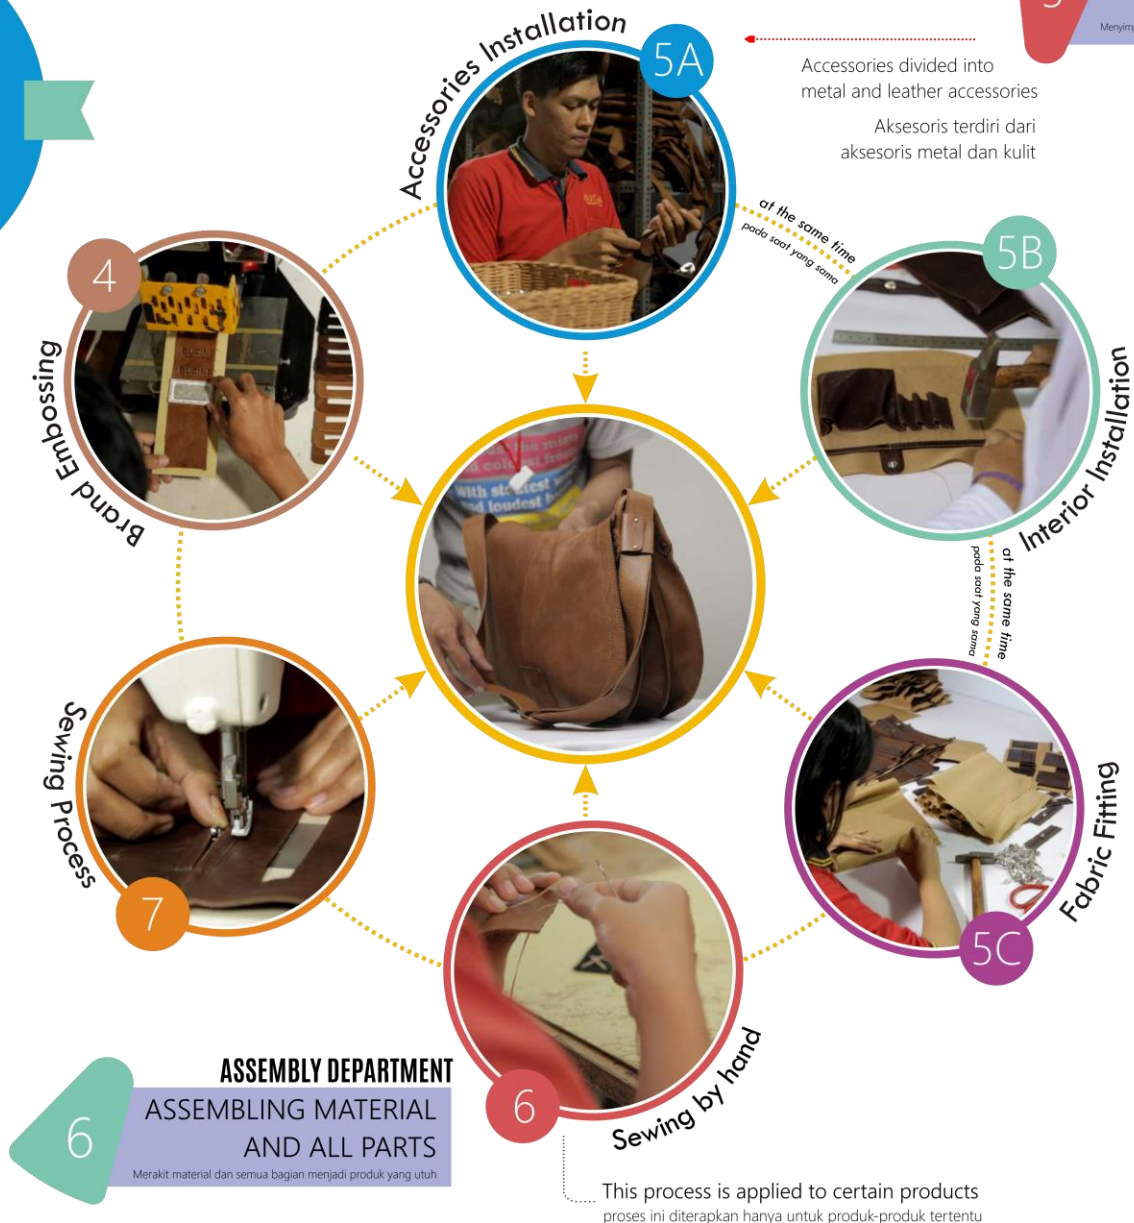 Accessories Installation
5A
Accessories divided into
metal and leather accessories
Aksesoris terdiri dari
aksesoris metal dan kulit
at the same time
pada saat yang sama
4
Brand Embossing
5B
Interior Installation
at the same time
pada saat yang sama
7
Sewing Process
5C
Fabric Fitting
6
Sewing by hand
This process is applied to certain products
proses ini diterapkan hanya untuk produk-produk tertentu
6
ASSEMBLY DEPARTMENT
ASSEMBLING MATERIAL
AND ALL PARTS
Merakit material dan semua bagian menjadi produk yang utuh